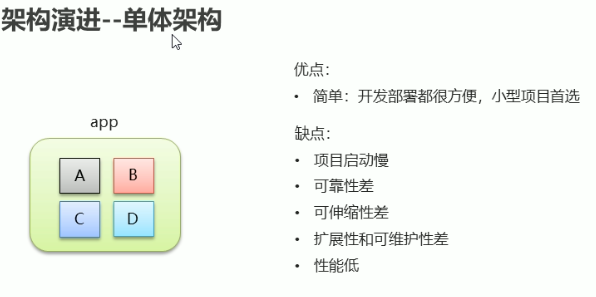 架构演进--单体架构
优点：
• 简单：开发部署都很方便，小型项目首选
app
缺点：
A B
• 项目启动慢
• 可靠性差
C D
• 可伸缩性差
• 扩展性和可维护性差
• 性能低